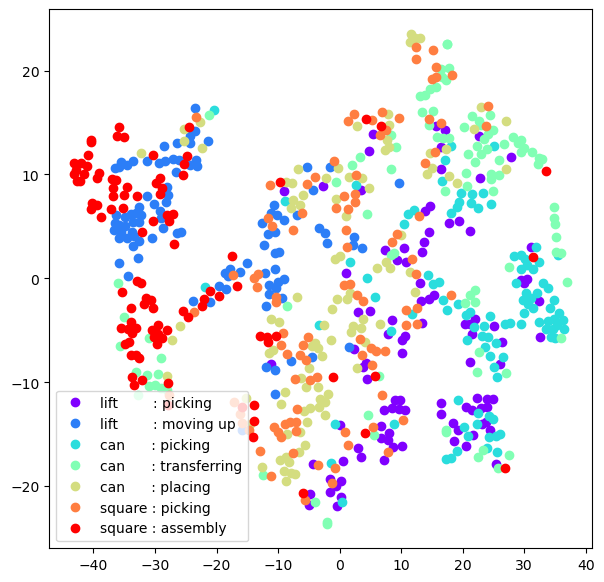 20
10
0
−10
−20
lift : picking
lift : moving up
can : picking
can : transferring
can : placing
square : picking
square : assembly
−40 −30 −20 −10 0 10 20 30 40